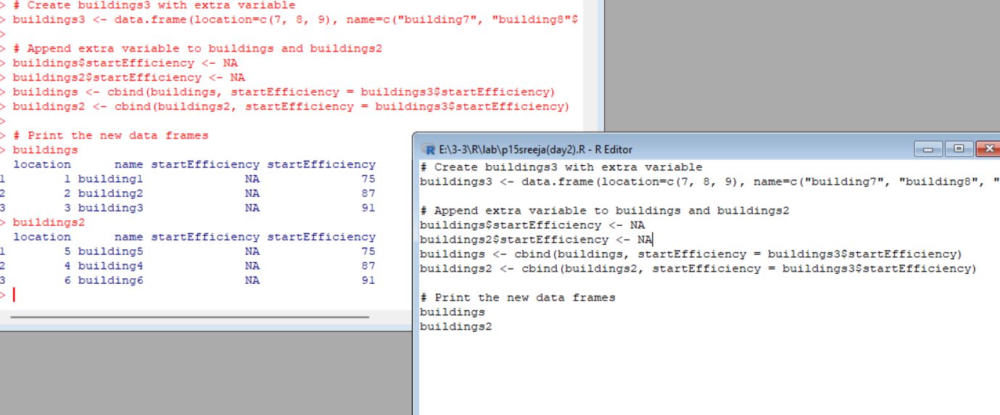 > # Create buildings3 with extra variable
> buildings3 <- data.frame(location=c(7, 8, 9), name=c("building7", "building8"$
>
> # Append extra variable to buildings and buildings2
> buildings$startEfficiency <- NA
> buildings2$startEfficiency <- NA
> buildings <- cbind(buildings, startEfficiency = buildings3$startEfficiency)
> buildings2 <- cbind(buildings2, startEfficiency = buildings3$startEfficiency)
>
> # Print the new data frames
> buildings
location name startEfficiency startEfficiency
1 1 building1 NA 75
2 2 building2 NA 87
3 3 building3 NA 91
> buildings2
location name startEfficiency startEfficiency
1 5 building5 NA 75
2 4 building4 NA 87
3 6 building6 NA 91
>
E:\3-3\R\lab\p15sreeja(day2).R - R Editor
# Create buildings3 with extra variable
buildings3 <- data.frame(location=c(7, 8, 9), name=c("building7", "building8", "
# Append extra variable to buildings and buildings2
buildings$startEfficiency <- NA
buildings2$startEfficiency <- NA
buildings <- cbind(buildings, startEfficiency = buildings3$startEfficiency)
buildings2 <- cbind(buildings2, startEfficiency = buildings3$startEfficiency)
# Print the new data frames
buildings
buildings2